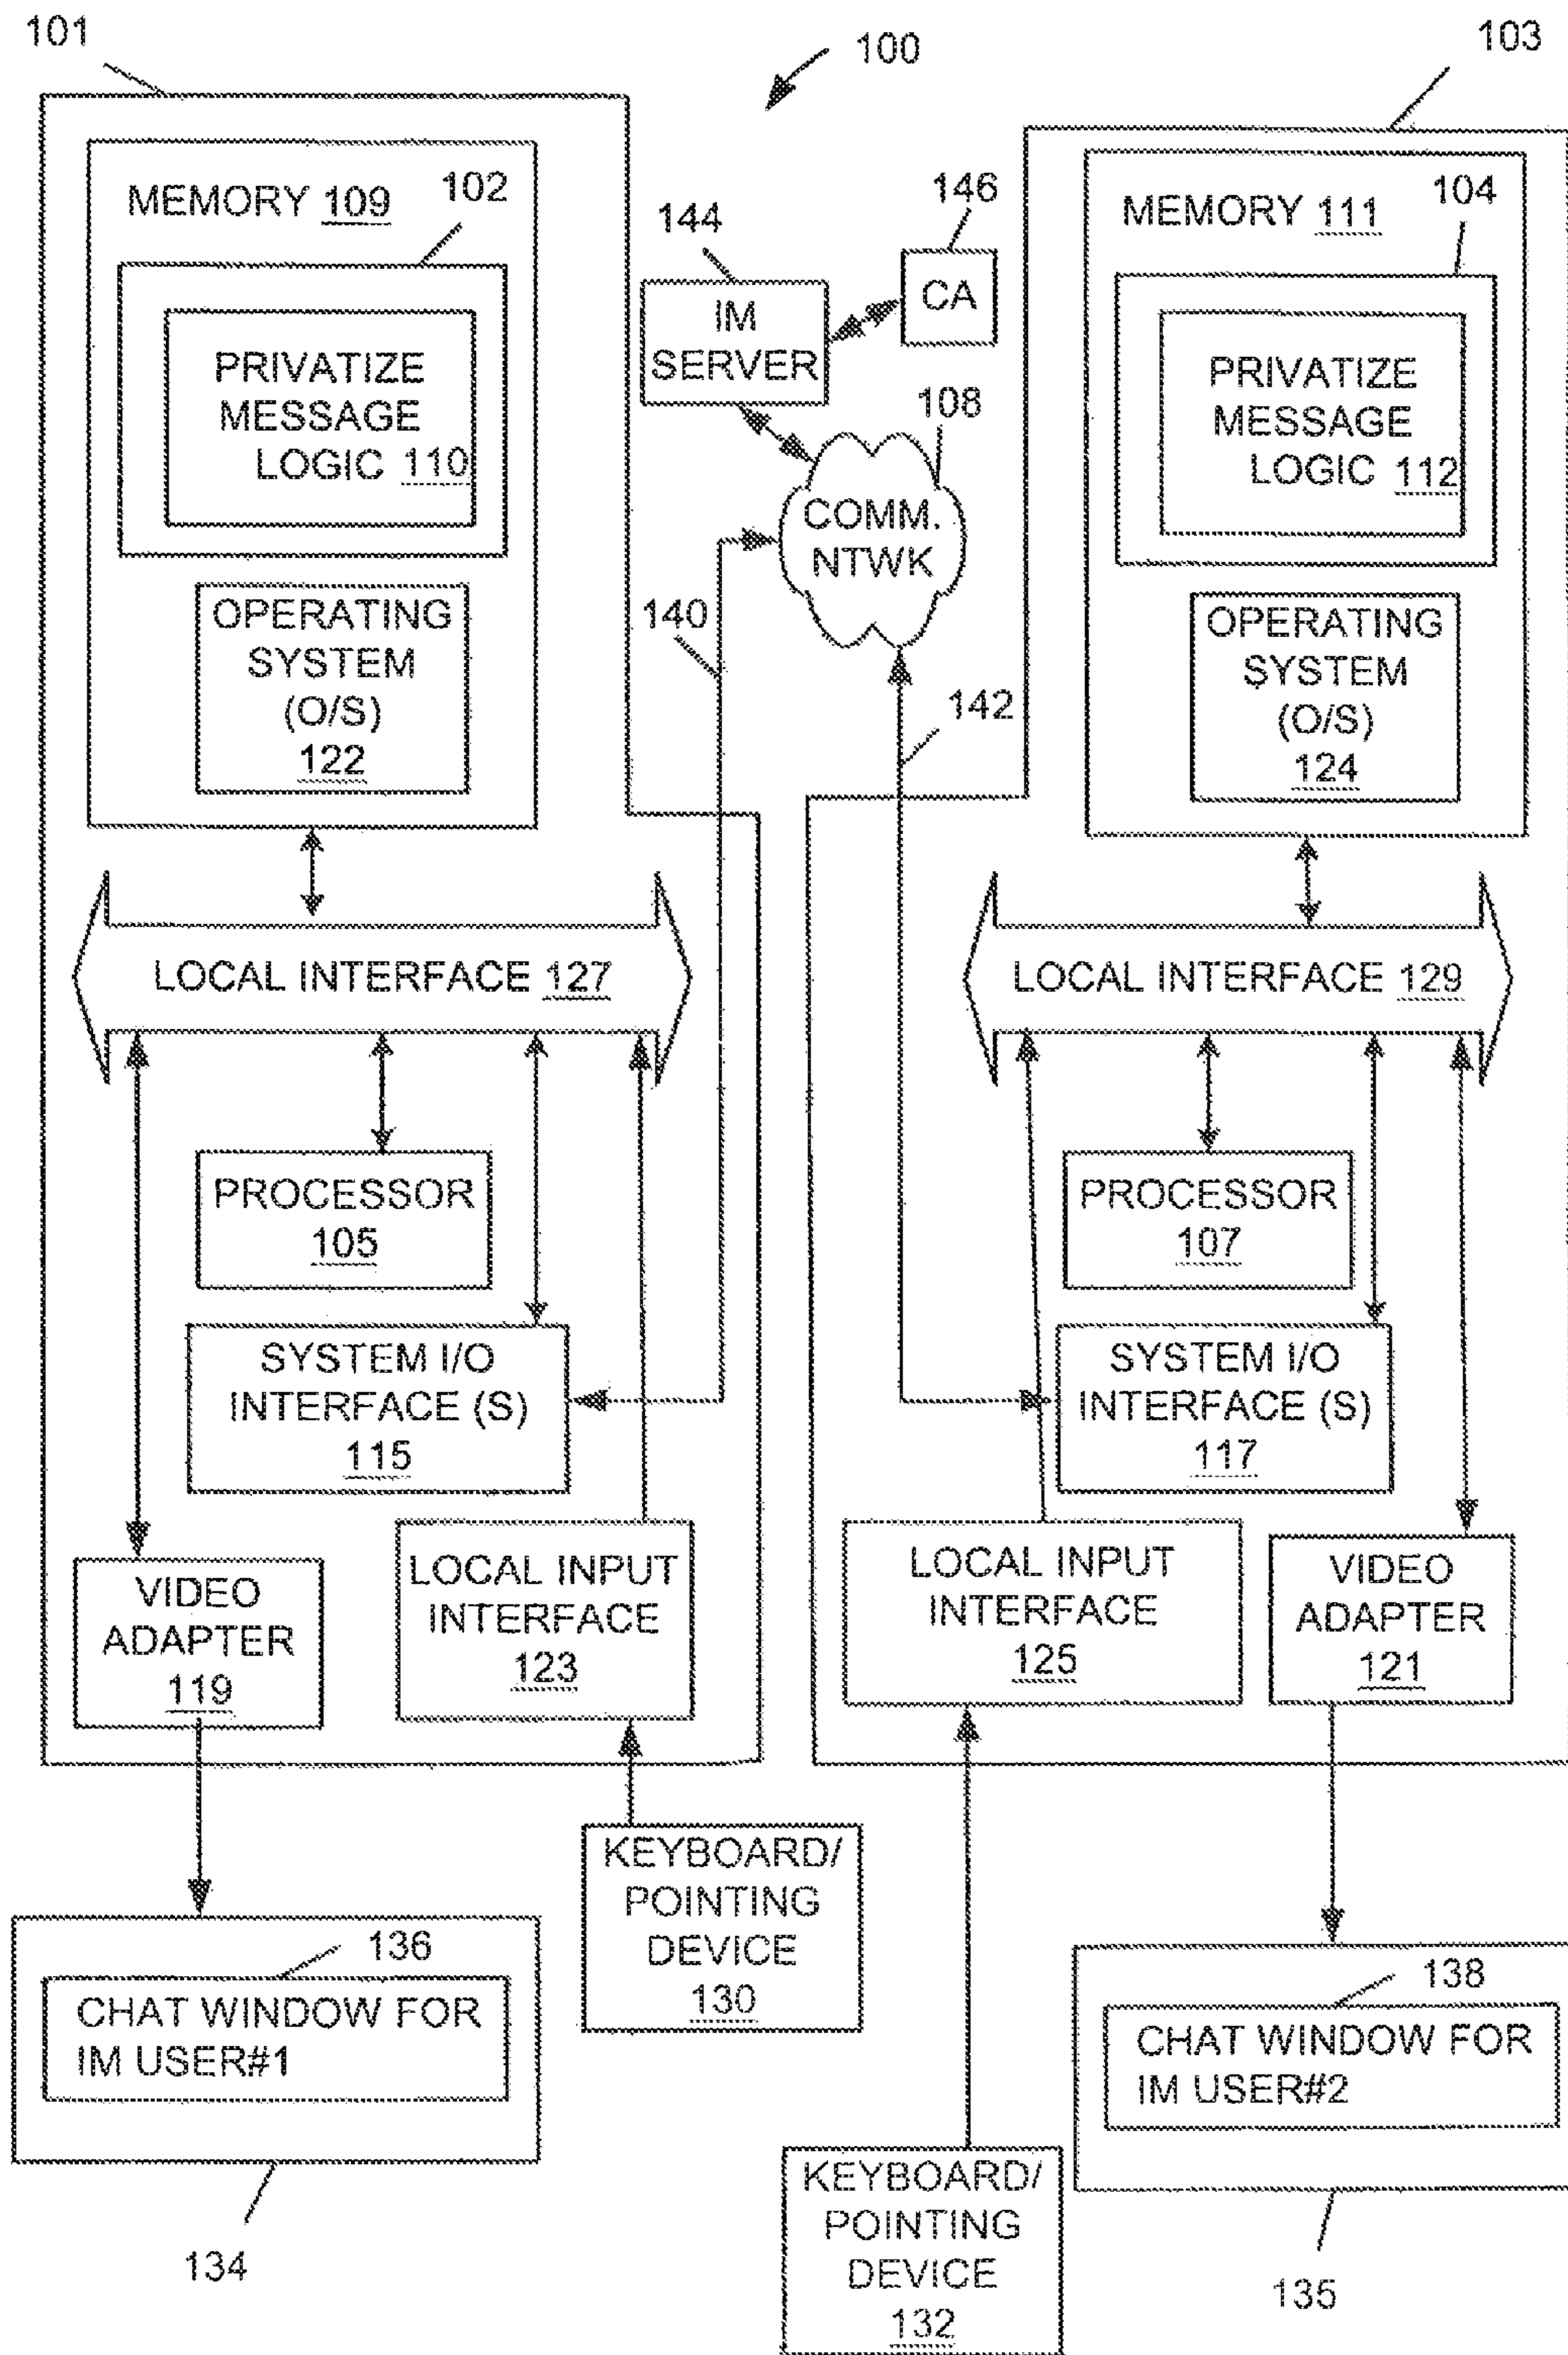 101
100
103
MEMORY 109
102
PRIVATIZE
MESSAGE
LOGIC 110
OPERATING
SYSTEM
(O/S)
122
144
146
IM
SERVER
CA
108
COMM.
NTWK
140
142
MEMORY 111
104
PRIVATIZE
MESSAGE
LOGIC 112
OPERATING
SYSTEM
(O/S)
124
LOCAL INTERFACE 127
LOCAL INTERFACE 129
PROCESSOR
105
PROCESSOR
107
SYSTEM I/O
INTERFACE (S)
115
SYSTEM I/O
INTERFACE (S)
117
VIDEO
ADAPTER
119
LOCAL INPUT
INTERFACE
123
LOCAL INPUT
INTERFACE
125
VIDEO
ADAPTER
121
KEYBOARD/
POINTING
DEVICE
130
136
CHAT WINDOW FOR
IM USER#1
134
138
CHAT WINDOW FOR
IM USER#2
135
KEYBOARD/
POINTING
DEVICE
132